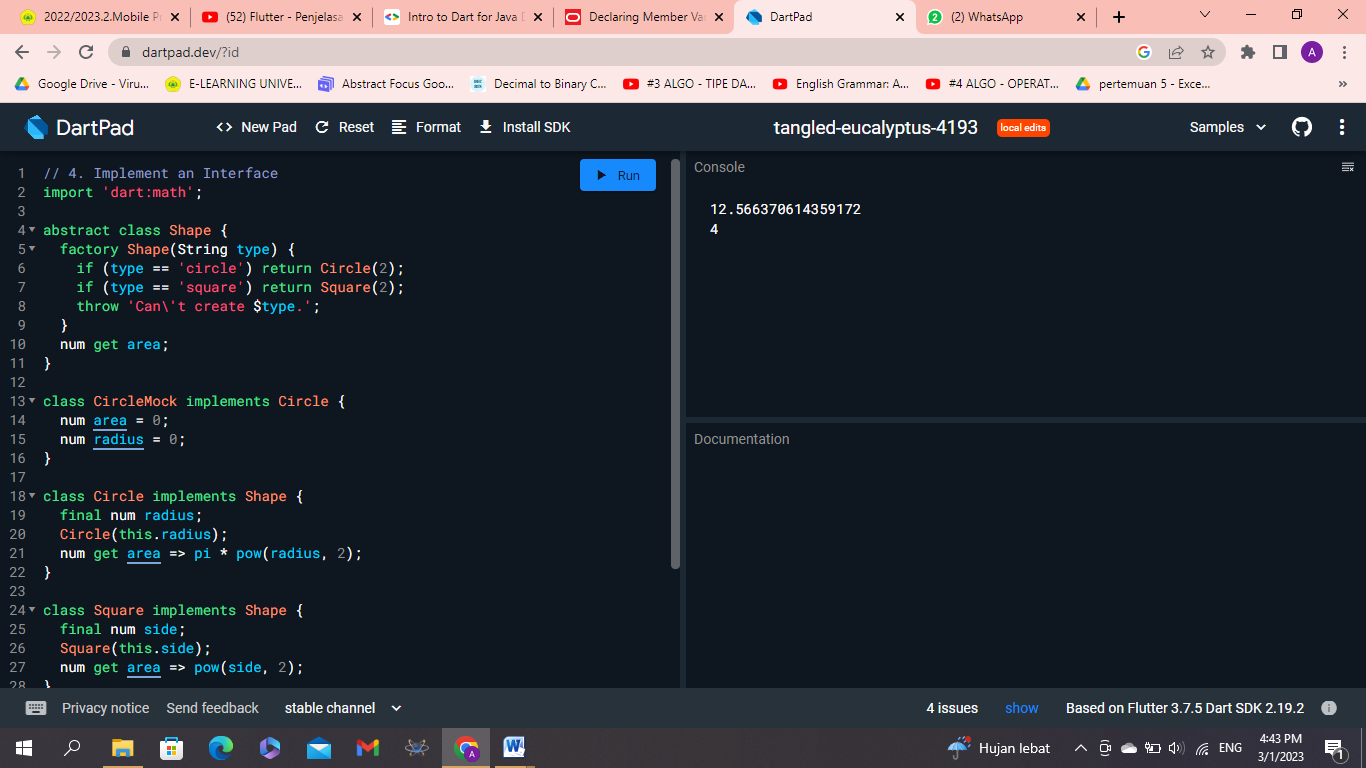 2022/2023.2.Mobile Pr
(52) Flutter - Penjelasa
Intro to Dart for Java D
Declaring Member Var
DartPad
(2) WhatsApp
dartpad.dev/?id
A
Google Drive - Viru...
E-LEARNING UNIVE...
Abstract Focus Goo...
Decimal to Binary C...
#3 ALGO - TIPE DA...
English Grammar: A...
#4 ALGO - OPERAT...
pertemuan 5 - Exce...
»
DartPad
<> New Pad
Reset
Format
Install SDK
tangled-eucalyptus-4193
local edits
Samples
1 // 4. Implement an Interface
2 import 'dart:math';
3
4 abstract class Shape {
5 factory Shape(String type) {
6 if (type == 'circle') return Circle(2);
7 if (type == 'square') return Square(2);
8 throw 'Can\'t create $type.';
9 }
10 num get area;
11 }
12
13 class CircleMock implements Circle {
14 num area = 0;
15 num radius = 0;
16 }
17
18 class Circle implements Shape {
19 final num radius;
20 Circle(this.radius);
21 num get area => pi * pow(radius, 2);
22 }
23
24 class Square implements Shape {
25 final num side;
26 Square(this.side);
27 num get area => pow(side, 2);
28 }
Run
Console
12.566370614359172
4
Documentation
Privacy notice
Send feedback
stable channel
4 issues
show
Based on Flutter 3.7.5 Dart SDK 2.19.2
Hujan lebat
ENG
4:43 PM
3/1/2023
1